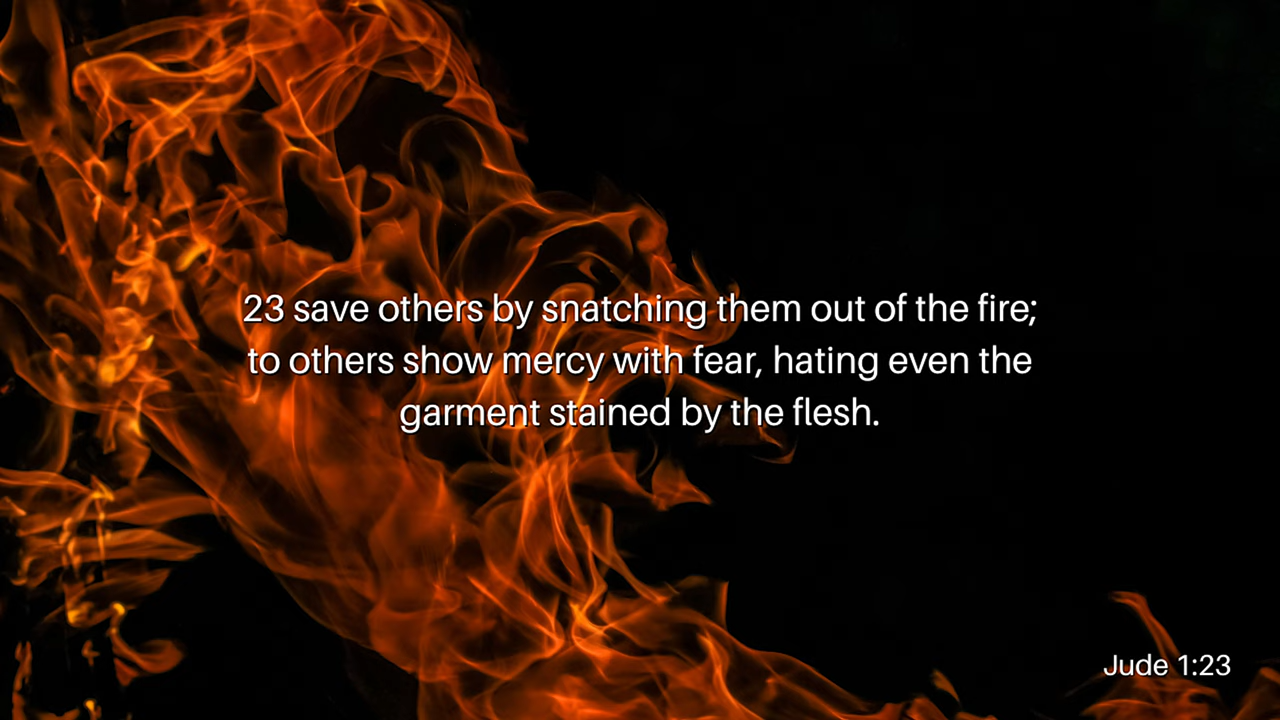 23 save others by snatching them out of the fire;
to others show mercy with fear, hating even the
garment stained by the flesh.
Jude 1:23